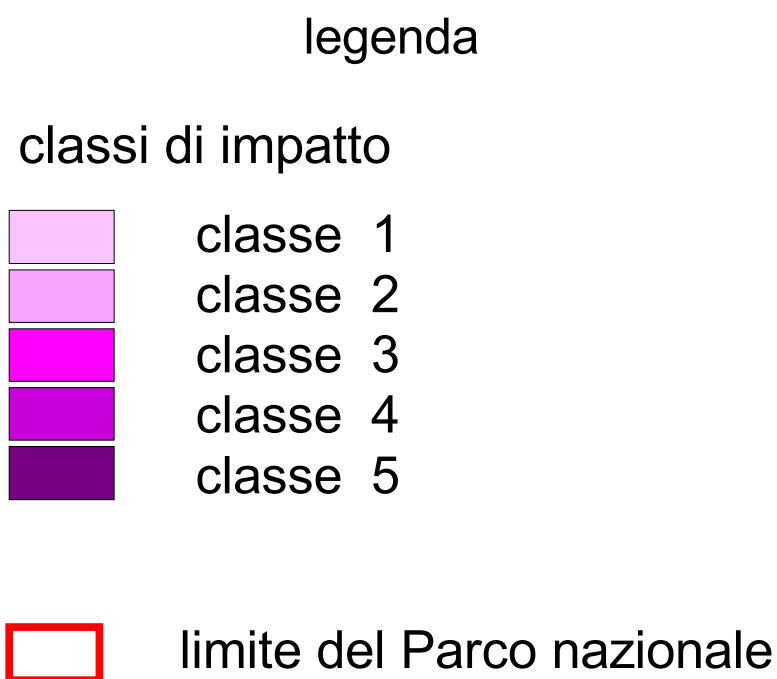 legenda
classi di impatto
classe 1
classe 2
classe 3
classe 4
classe 5
limite del Parco nazionale